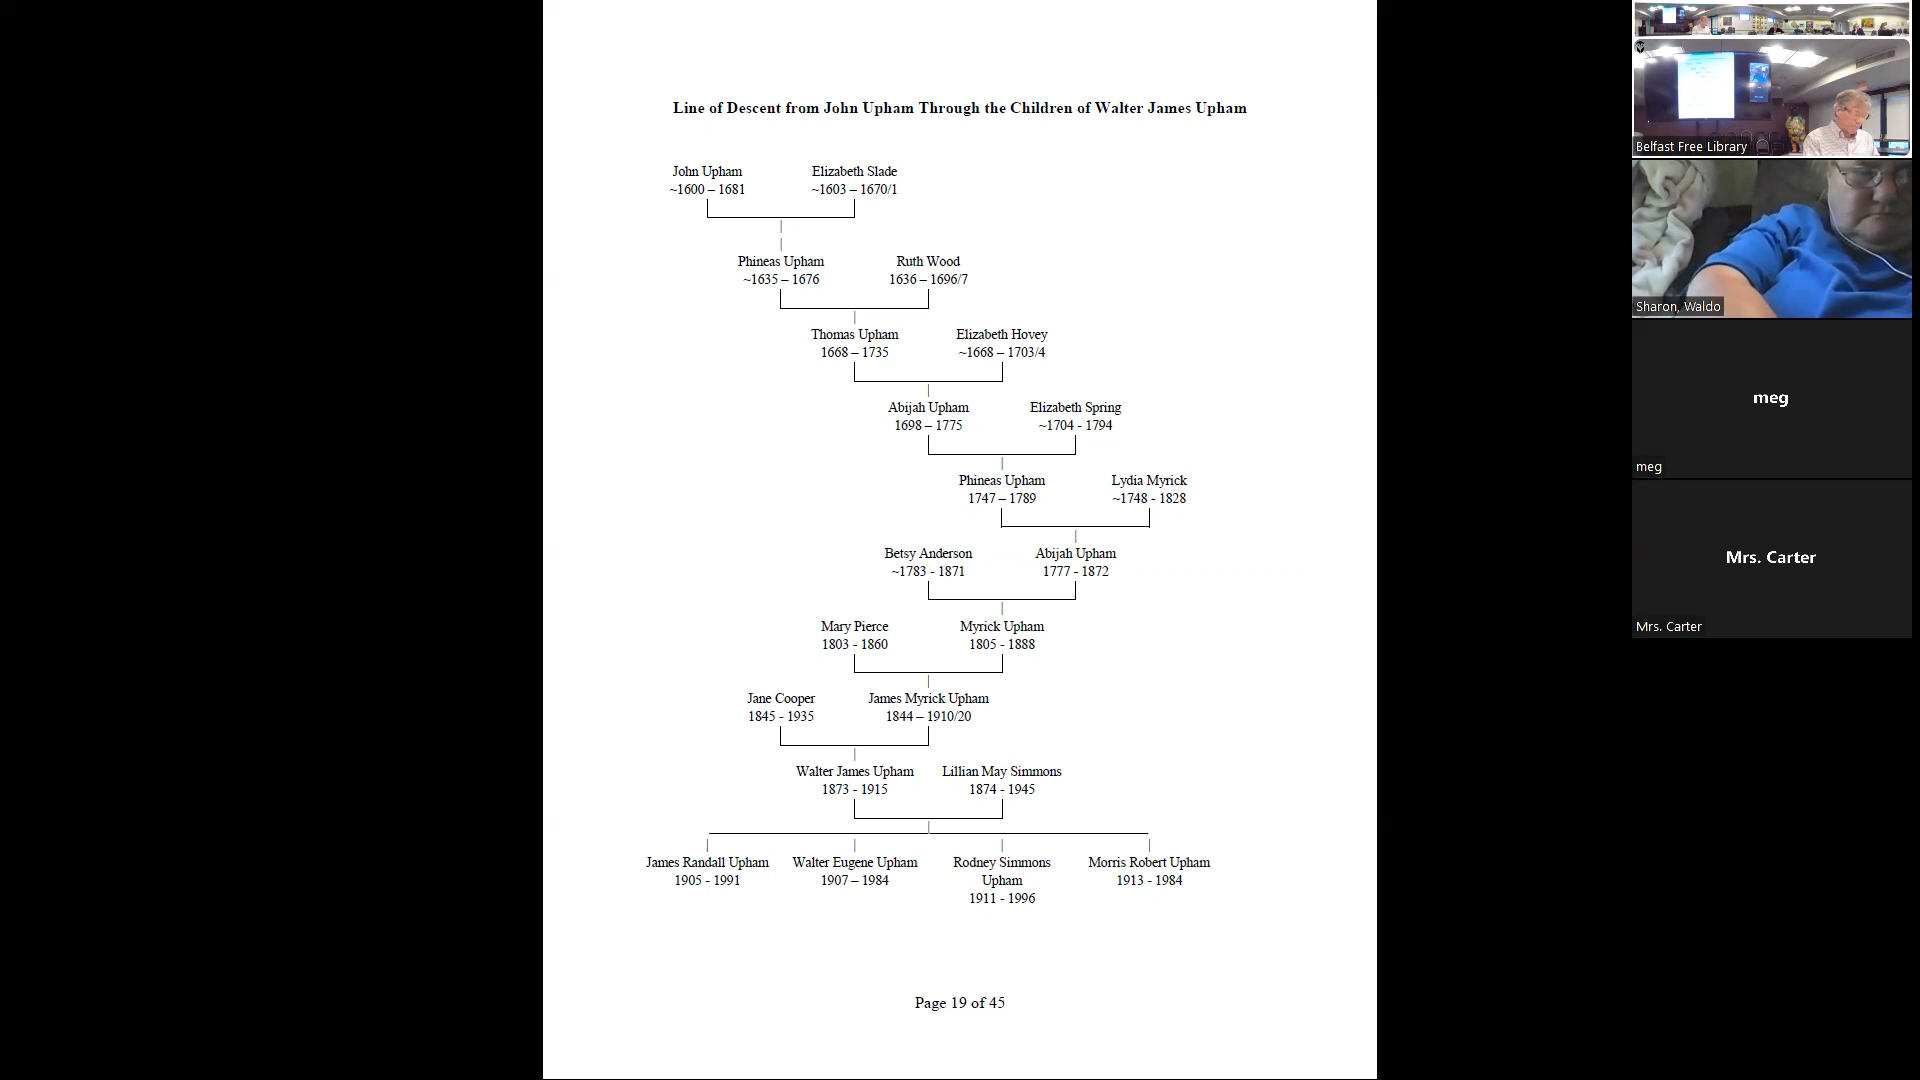 Line of Descent from John Upham Through the Children of Walter James Upham
John Upham Elizabeth Slade
~1600 – 1681 ~1603 – 1670/1
Phineas Upham Ruth Wood
~1635 – 1676 1636 – 1696/7
Thomas Upham Elizabeth Hovey
1668 – 1735 ~1668 – 1703/4
Abijah Upham Elizabeth Spring
1698 – 1775 ~1704 - 1794
Phineas Upham Lydia Myrick
1747 – 1789 ~1748 - 1828
Betsy Anderson Abijah Upham
~1783 - 1871 1777 - 1872
Mary Pierce Myrick Upham
1803 - 1860 1805 - 1888
Jane Cooper James Myrick Upham
1845 - 1935 1844 – 1910/20
Walter James Upham Lillian May Simmons
1873 - 1915 1874 - 1945
James Randall Upham Walter Eugene Upham Rodney Simmons Morris Robert Upham
1905 - 1991 1907 – 1984 Upham 1913 - 1984
1911 - 1996
Page 19 of 45
Belfast Free Library
Sharon, Waldo
meg
meg
Mrs. Carter
Mrs. Carter